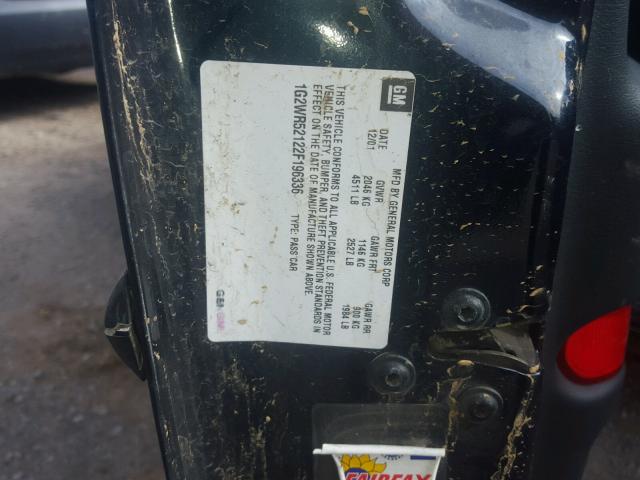 GM
MFD BY GENERAL MOTORS CORP
DATE GVWR GAWR FRT GAWR RR
12/01 2046 KG 1146 KG 900 KG
4511 LB 2527 LB 1984 LB
THIS VEHICLE CONFORMS TO ALL APPLICABLE U.S. FEDERAL MOTOR
VEHICLE SAFETY, BUMPER, AND THEFT PREVENTION STANDARDS IN
EFFECT ON THE DATE OF MANUFACTURE SHOWN ABOVE.
1G2WR52122F196336 TYPE: PASS CAR
FAIRFAX